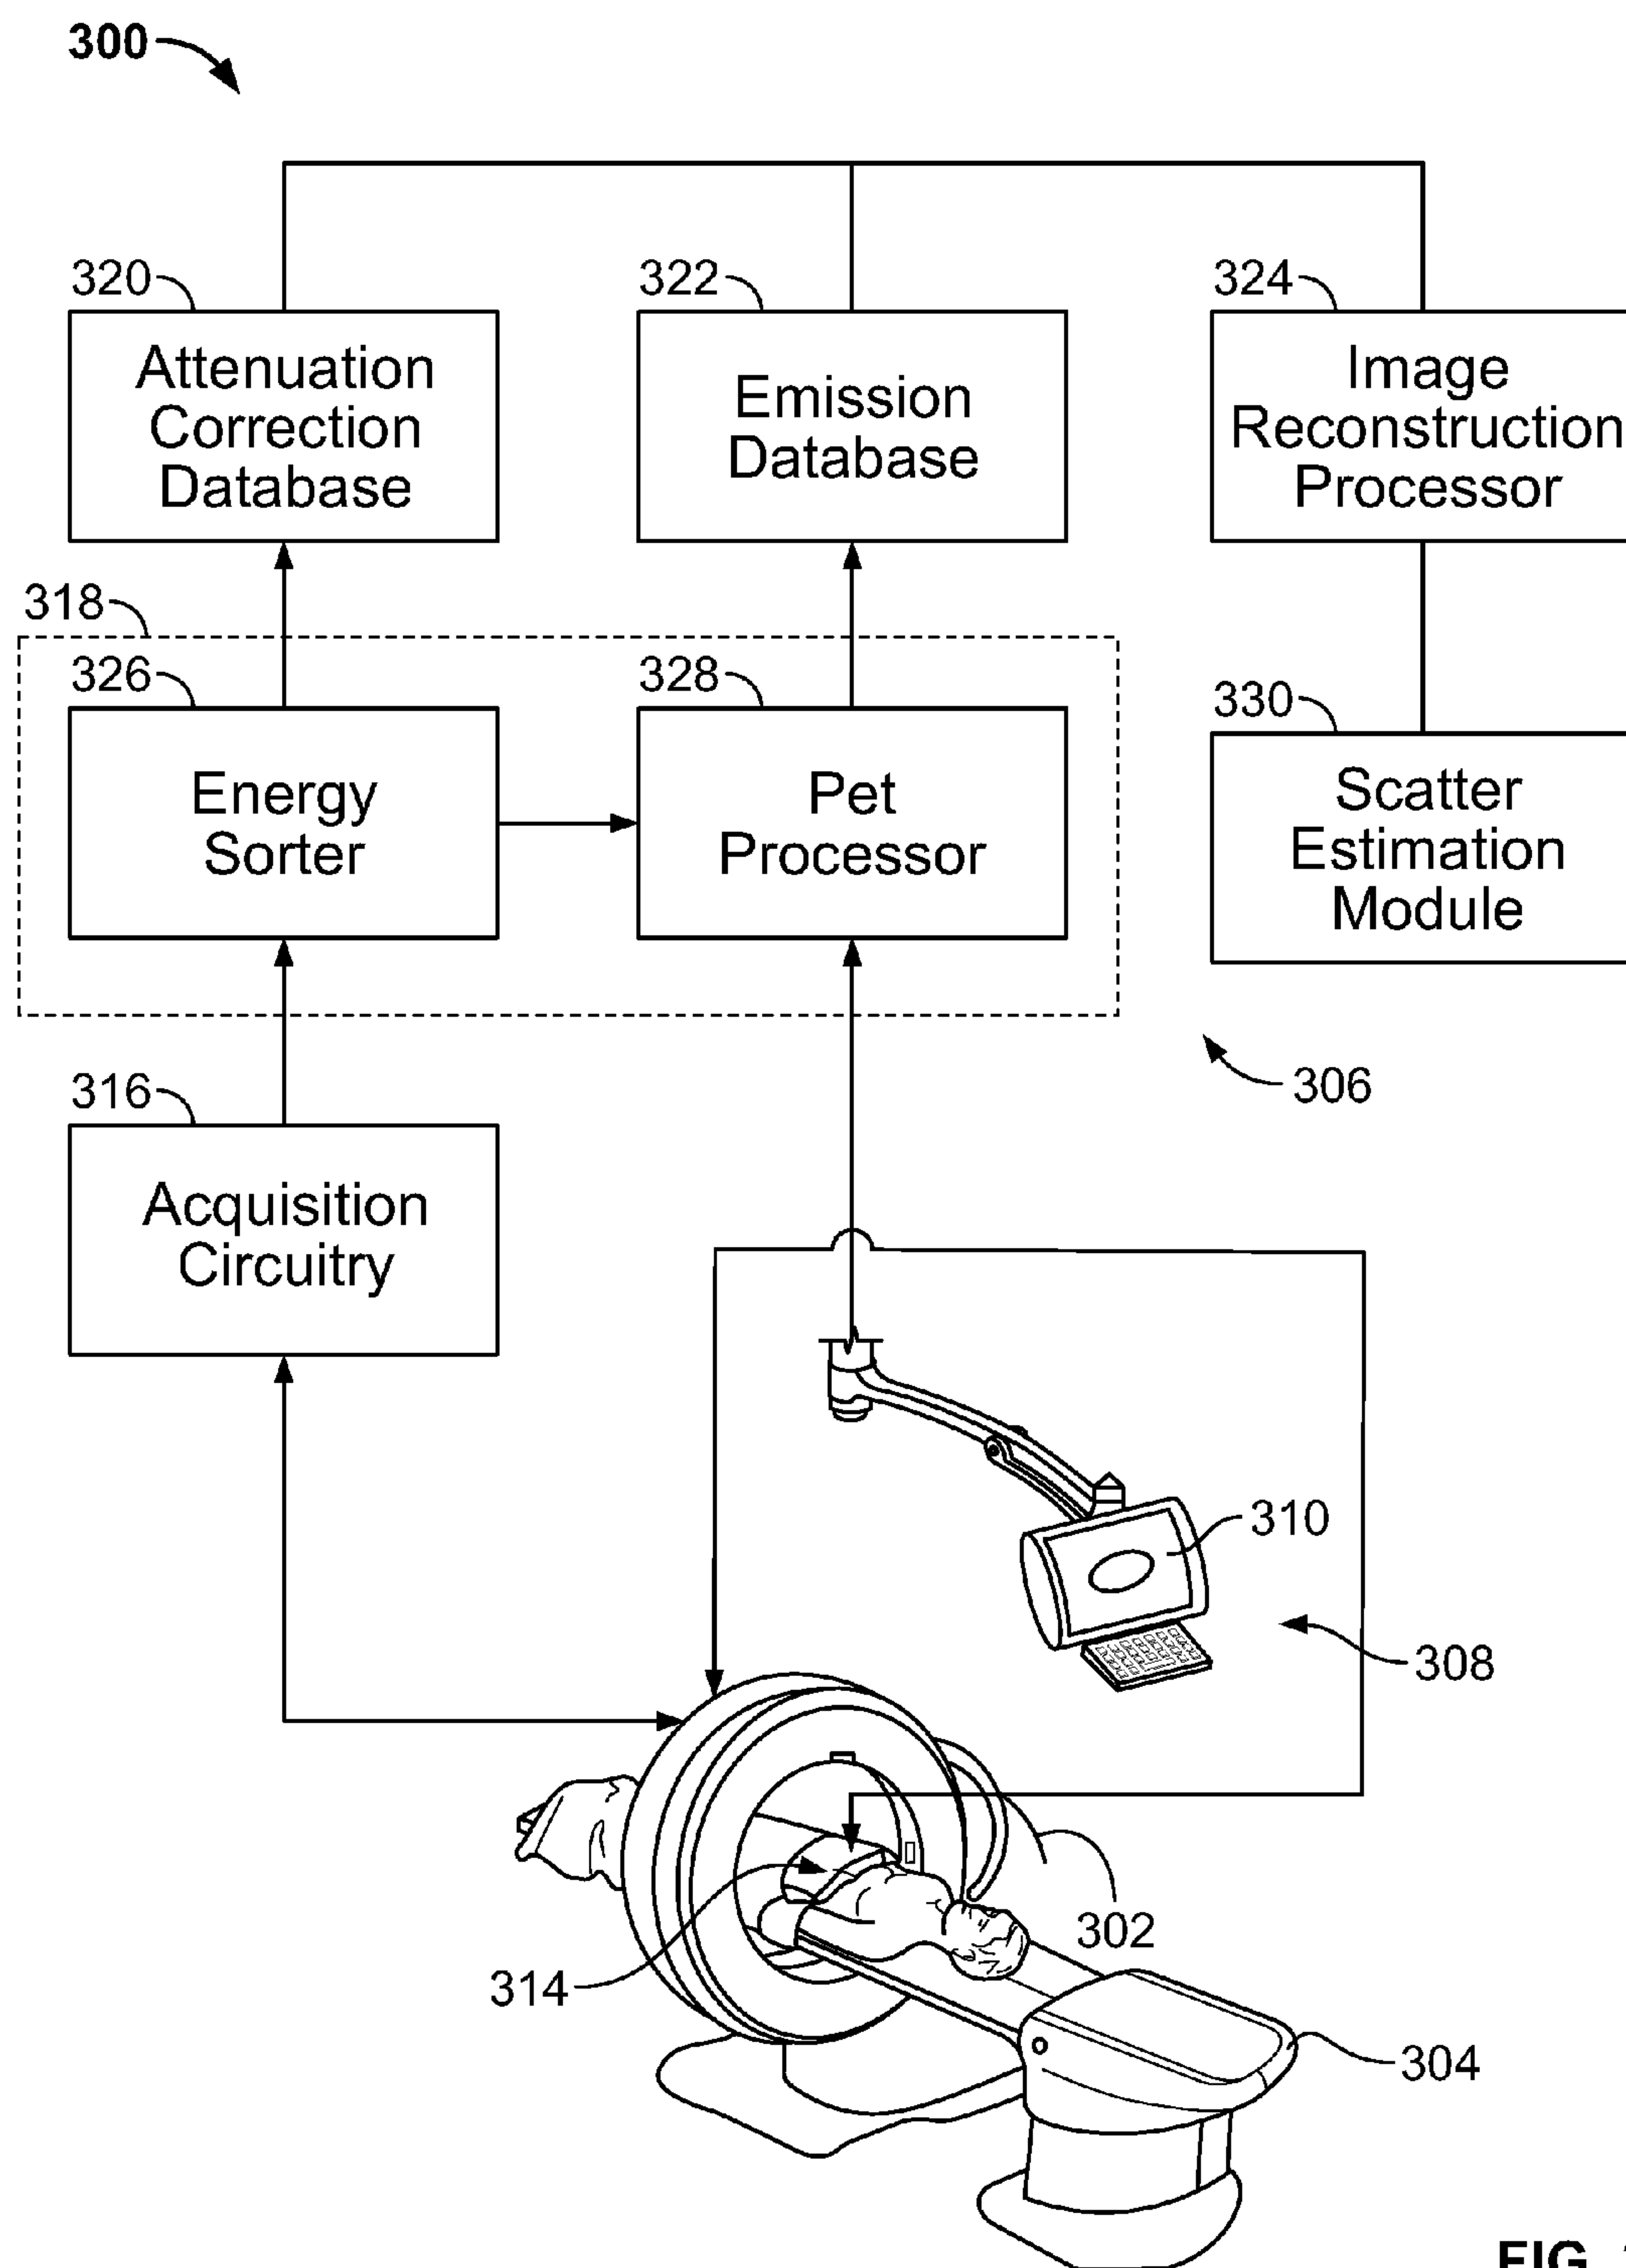 300
320
322
324
Attenuation
Correction
Database
Emission
Database
Image
Reconstruction
Processor
318
326
328
330
Energy
Sorter
Pet
Processor
Scatter
Estimation
Module
306
316
Acquisition
Circuitry
310
308
302
314
304
FIG.